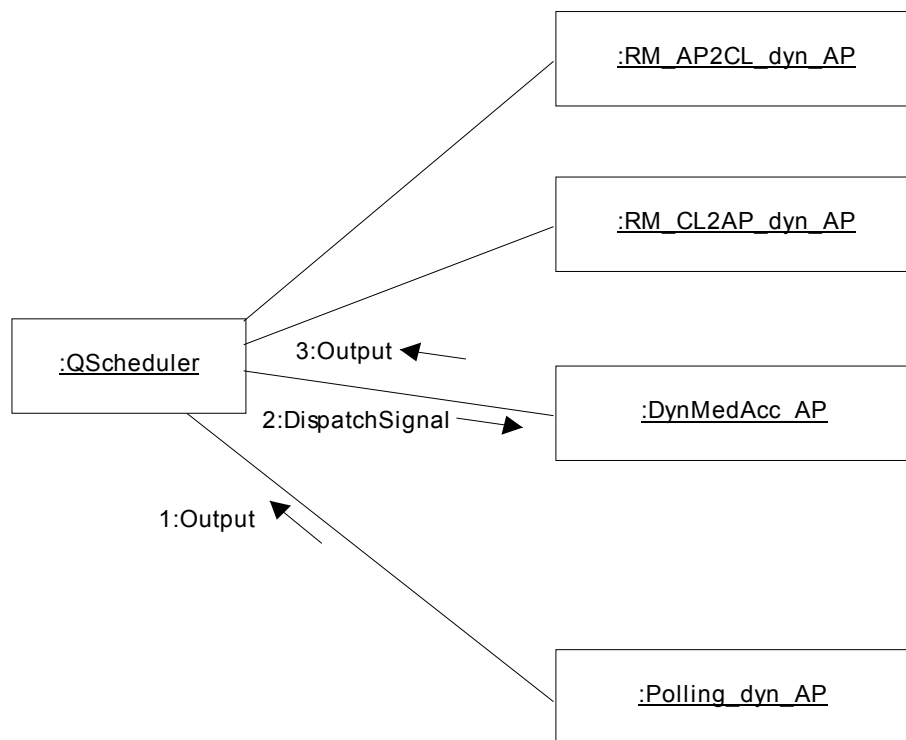 :RM_AP2CL_dyn_AP
:RM_CL2AP_dyn_AP
:QScheduler
3:Output
:DynMedAcc_AP
2:DispatchSignal
1:Output
:Polling_dyn_AP